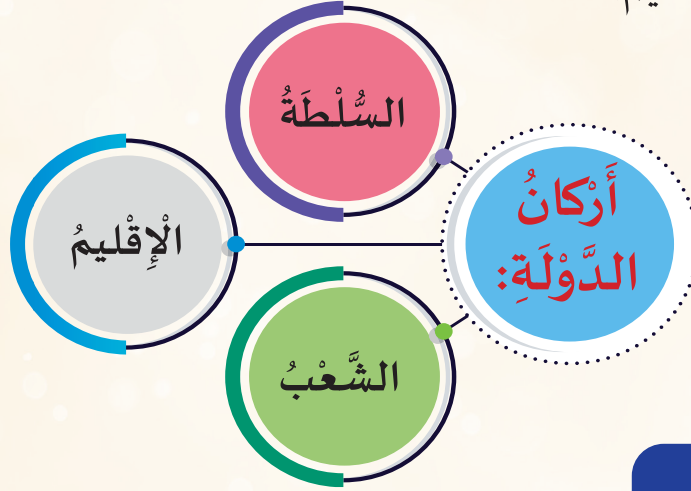 أَرْكَانُ
الدَّوْلَةِ:
السُّلْطَةُ
الْإِقْلِيمُ
الشَّعْبُ